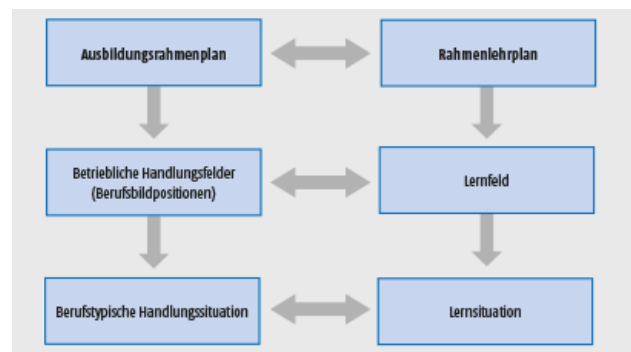 Ausbildungsrahmenplan
Rahmenlehrplan
Betriebliche Handlungsfelder
(Berufsbildpositionen)
Lernfeld
Berufstypische Handlungssituation
Lernsituation